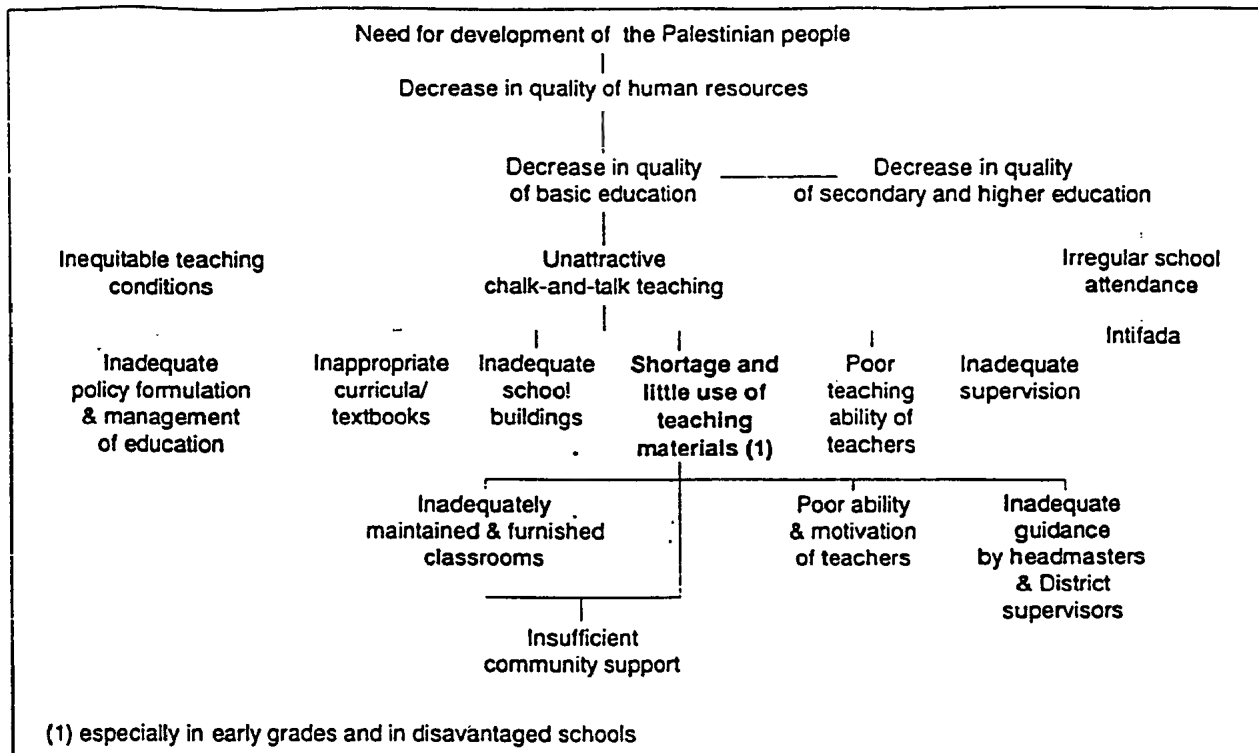 Need for development of the Palestinian people
Decrease in quality of human resources
Decrease in quality
of basic education
Decrease in quality
of secondary and higher education
Inequitable teaching
conditions
Unattractive
chalk-and-talk teaching
Irregular school
attendance
Intifada
Inadequate
policy formulation
& management
of education
Inappropriate
curricula/
textbooks
Inadequate
school
buildings
Shortage and
little use of
teaching
materials (1)
Poor
teaching
ability of
teachers
Inadequate
supervision
Inadequately
maintained & furnished
classrooms
Poor ability
& motivation
of teachers
Inadequate
guidance
by headmasters
& District
supervisors
Insufficient
community support
(1) especially in early grades and in disavantaged schools